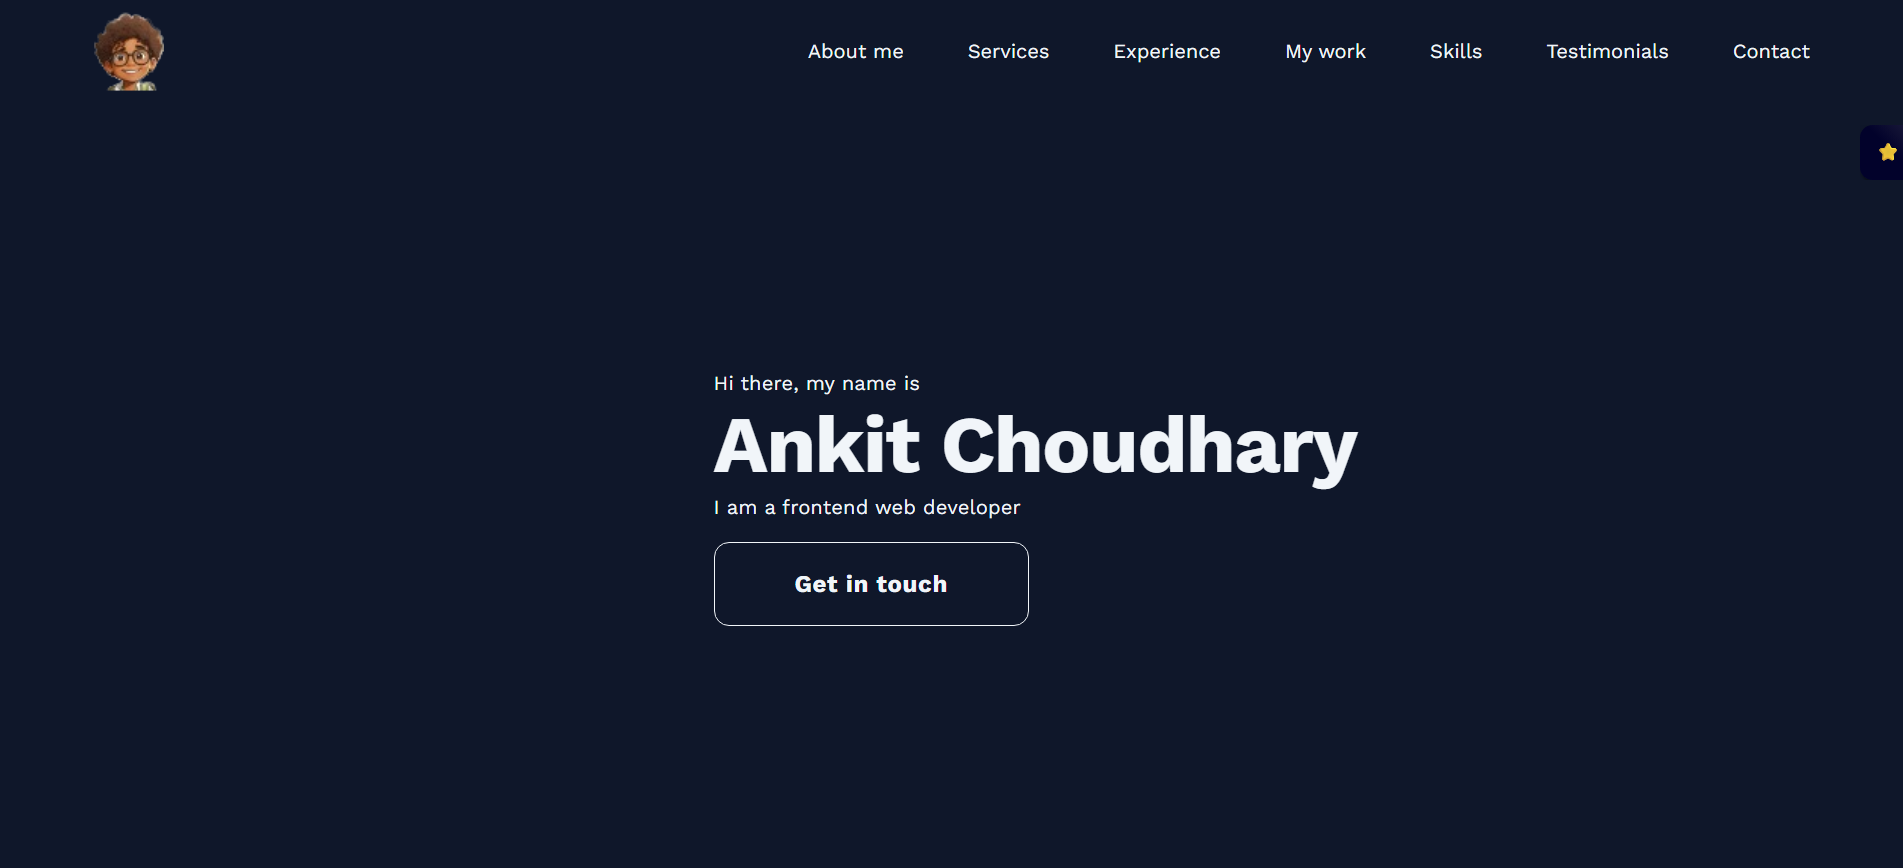 About me Services Experience My work Skills Testimonials Contact
Hi there, my name is
Ankit Choudhary
I am a frontend web developer
Get in touch